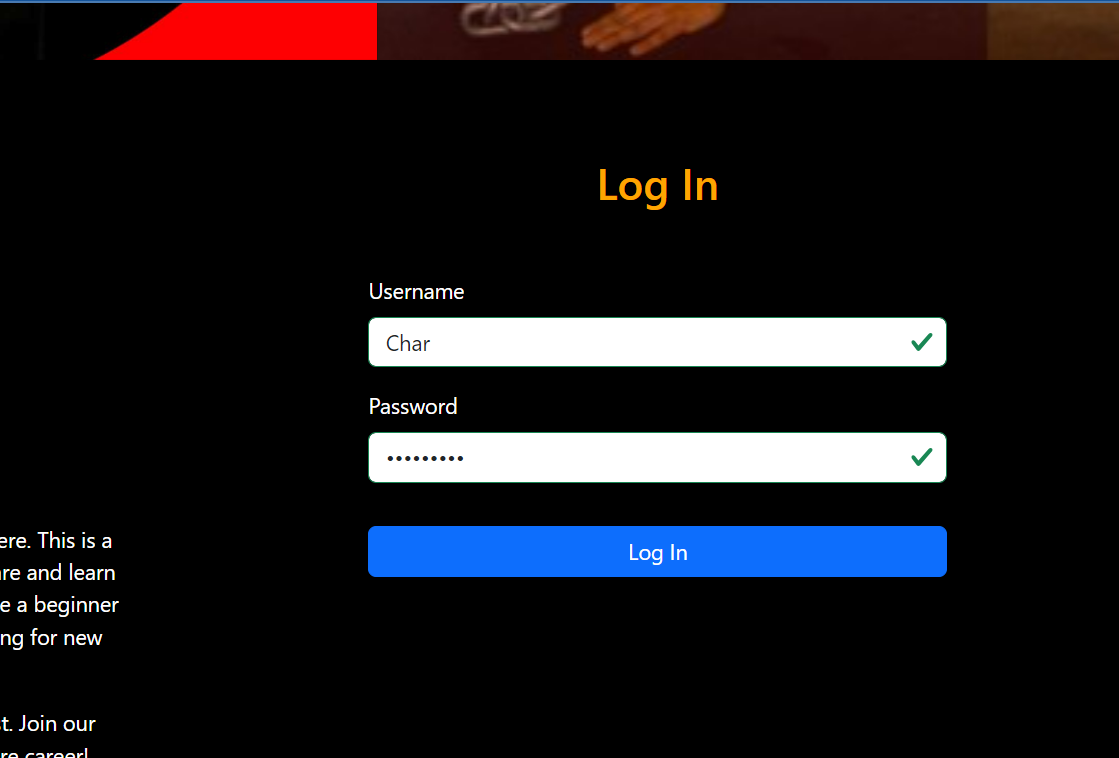 Log In
Username
Char
Password
•••••••••
Log In
ere. This is a
re and learn
e a beginner
ng for new
t. Join our
re career!